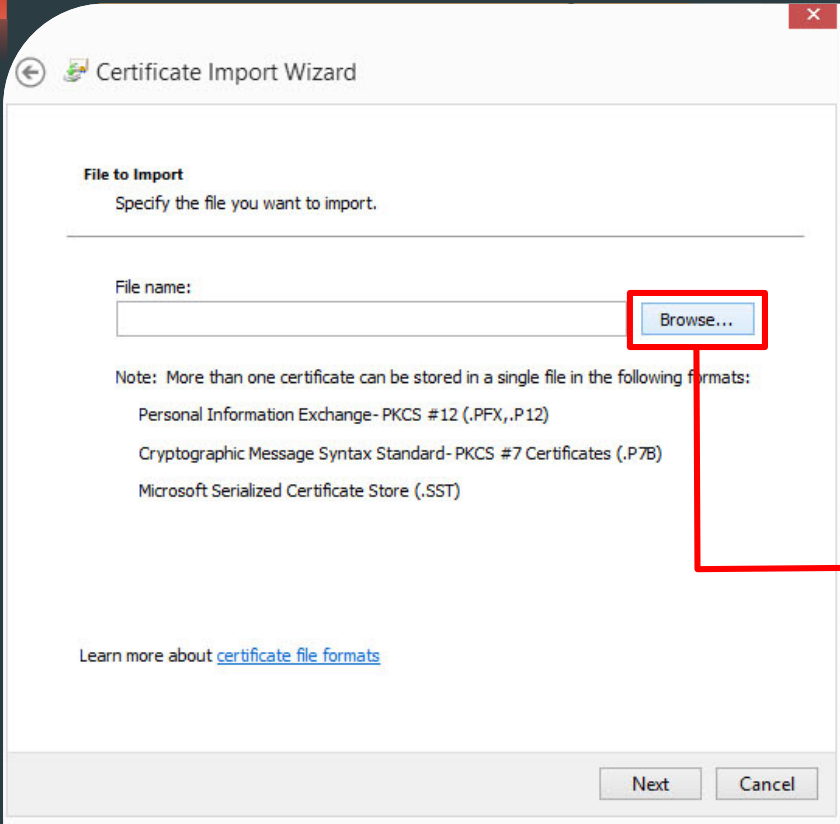 Certificate Import Wizard
File to Import
Specify the file you want to import.
File name:
Browse...
Note: More than one certificate can be stored in a single file in the following formats:
Personal Information Exchange- PKCS #12 (.PFX,.P12)
Cryptographic Message Syntax Standard- PKCS #7 Certificates (.P7B)
Microsoft Serialized Certificate Store (.SST)
Learn more about certificate file formats
Next Cancel